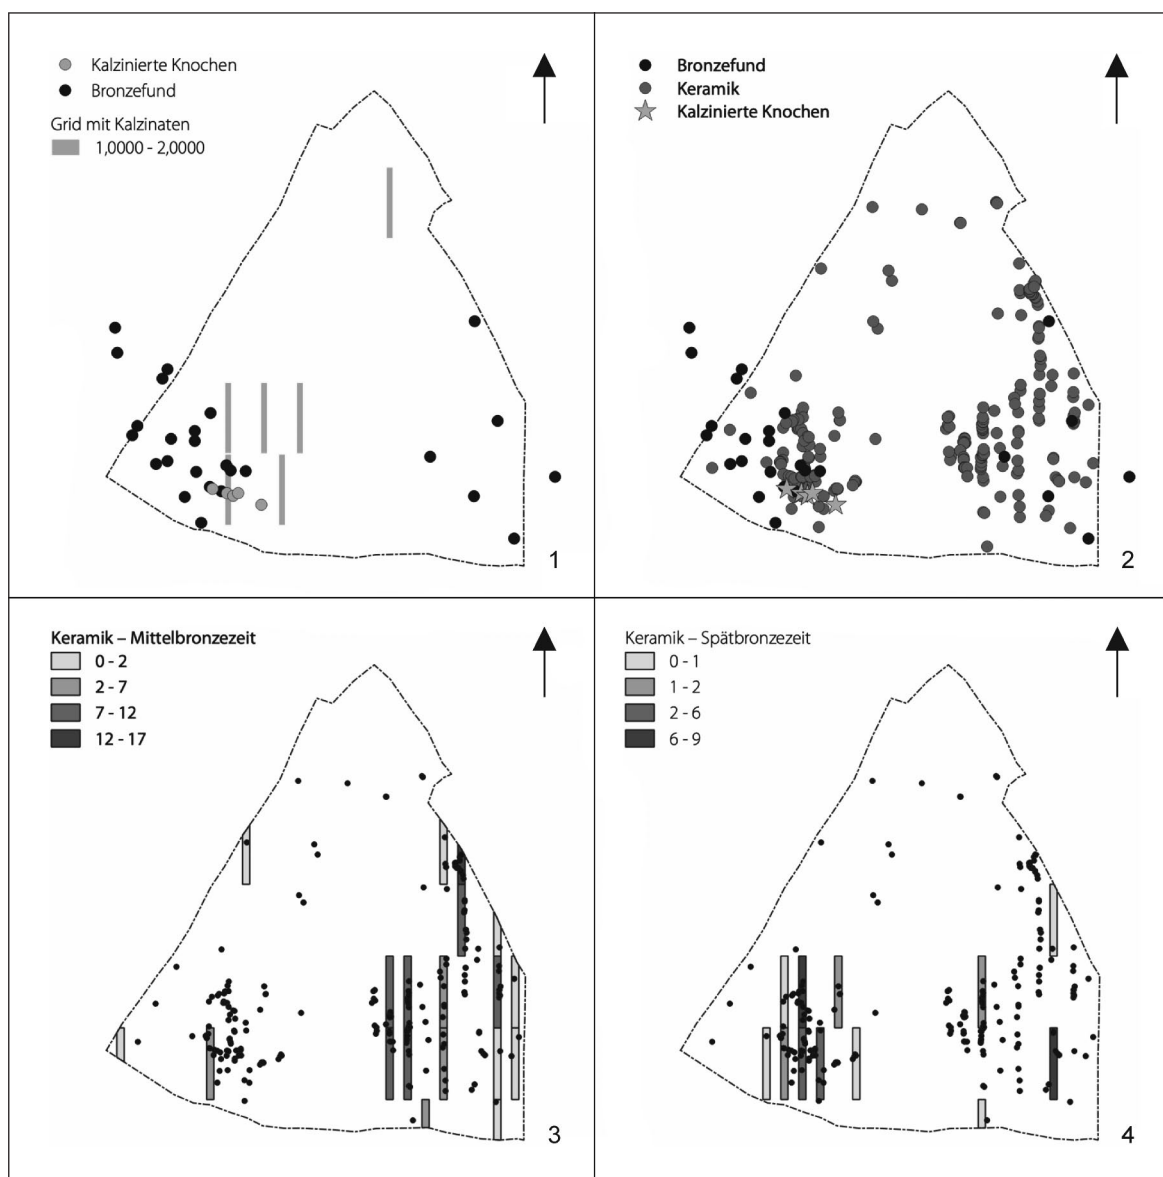 Kalzinierte Knochen
Bronzefund
Grid mit Kalzinaten
1,0000 - 2,0000
1
Bronzefund
Keramik
Kalzinierte Knochen
2
Keramik – Mittelbronzezeit
0 - 2
2 - 7
7 - 12
12 - 17
3
Keramik – Spätbronzezeit
0 - 1
1 - 2
2 - 6
6 - 9
4